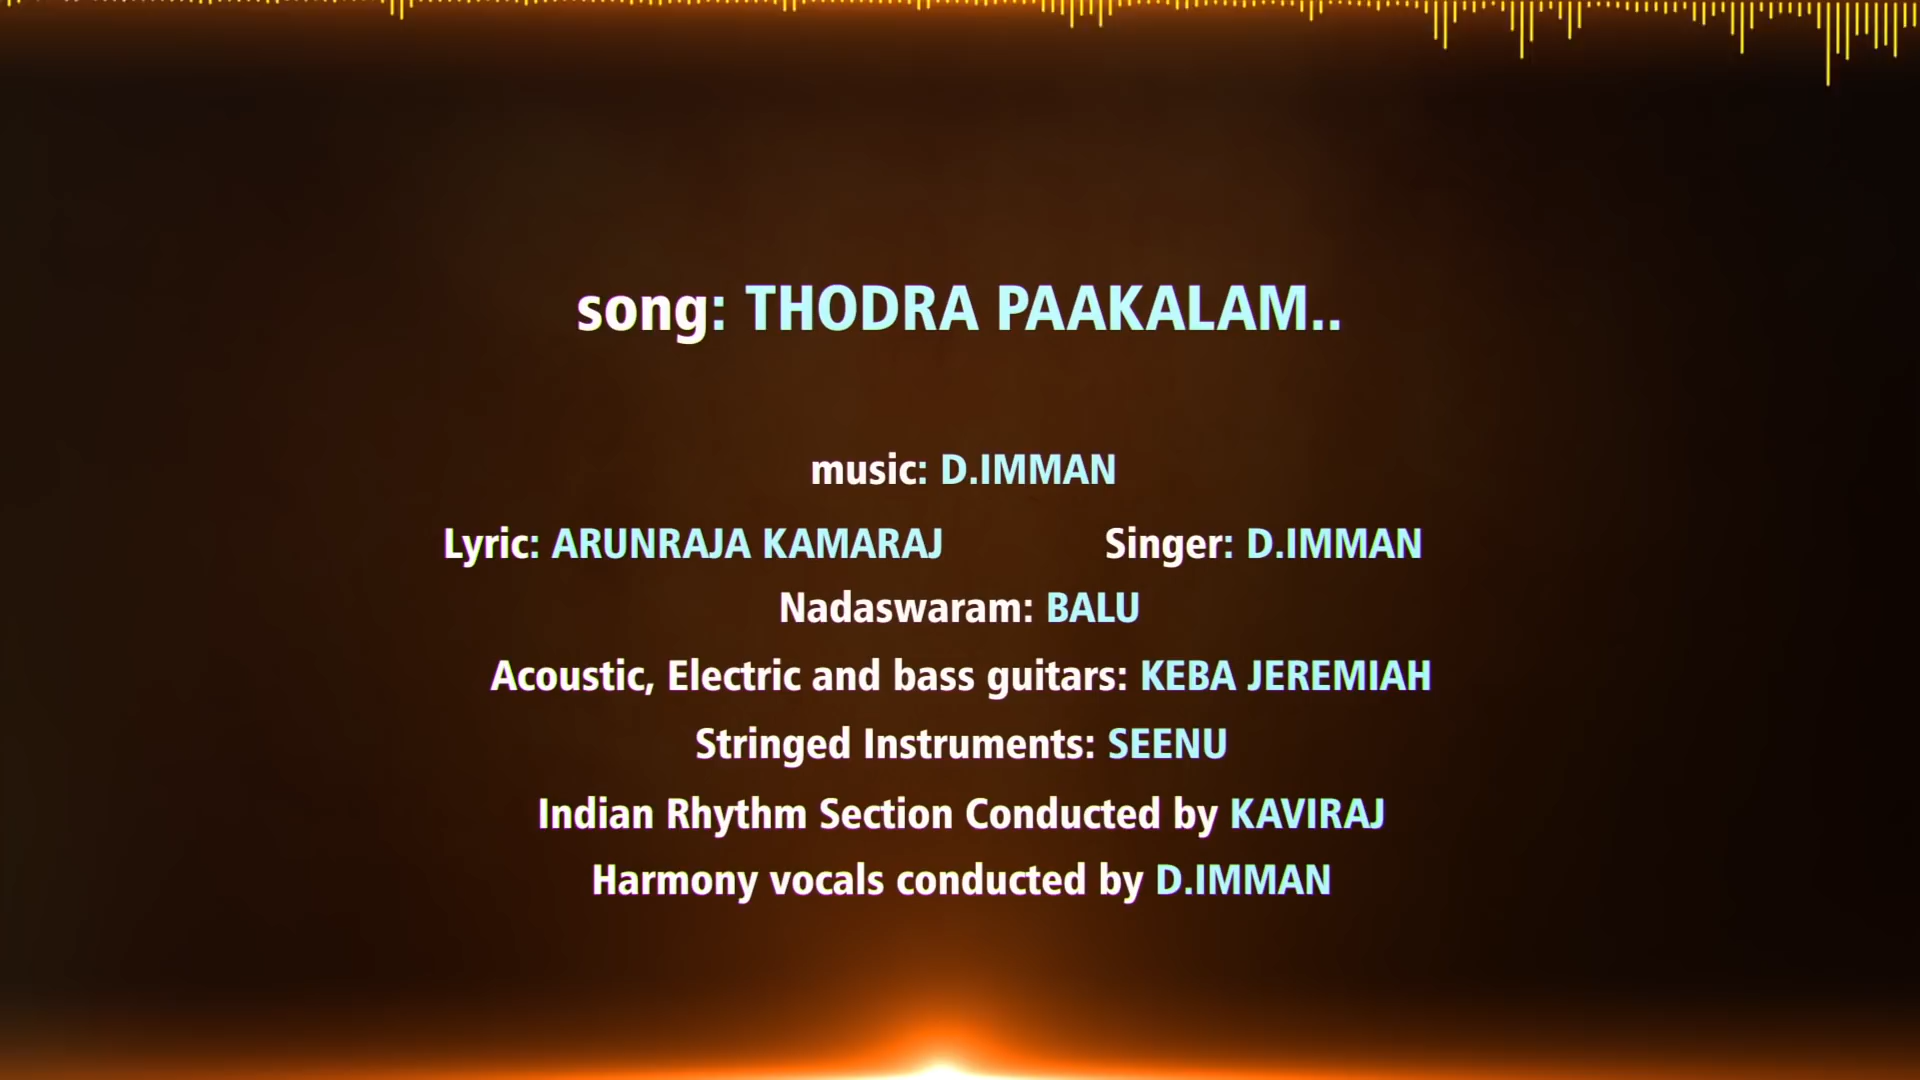 song: THODRA PAAKALAM..
music: D.IMMAN
Lyric: ARUNRAJA KAMARAJ Singer: D.IMMAN
Nadaswaram: BALU
Acoustic, Electric and bass guitars: KEBA JEREMIAH
Stringed Instruments: SEENU
Indian Rhythm Section Conducted by KAVIRAJ
Harmony vocals conducted by D.IMMAN